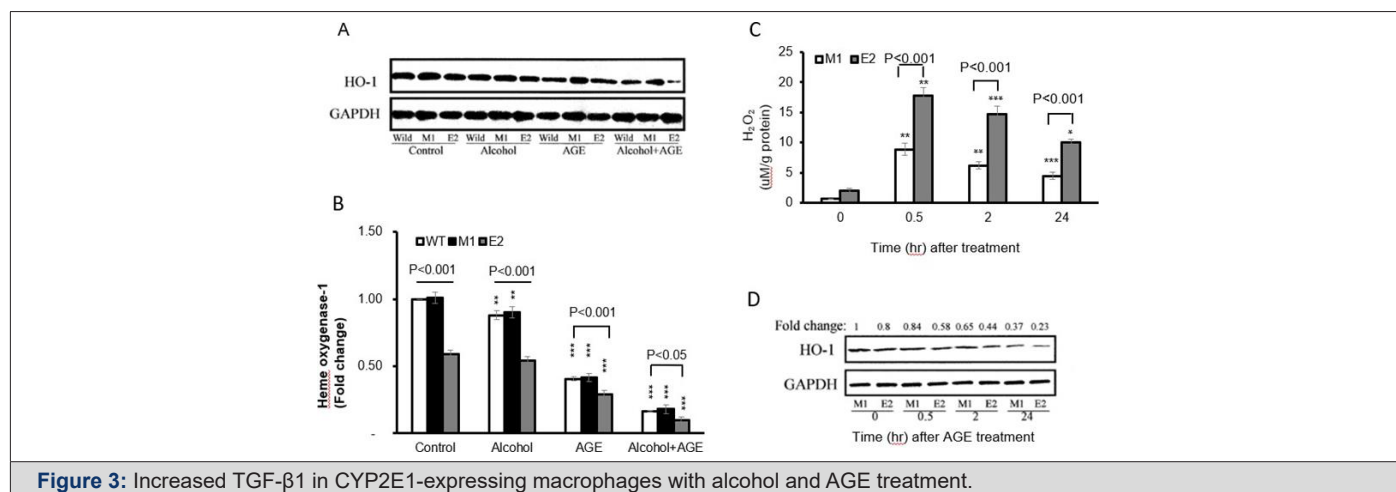 A
HO-1
GAPDH
Wild M1 E2 Wild M1 E2 Wild M1 E2 Wild M1 E2
Control Alcohol AGE Alcohol+AGE
B
WT M1 E2
P<0.001 P<0.001
P<0.001
P<0.05
** **
*** *** ***
*** *** ***
Heme oxygenase-1
(Fold change)
1.00
0.50
-
Control Alcohol AGE Alcohol+AGE
C
M1 E2
P<0.001
P<0.001
P<0.001
** **
** ***
*** *
H₂O₂
(uM/g protein)
25
20
15
10
5
0
0 0.5 2 24
Time (hr) after treatment
D
Fold change: 1 0.8 0.84 0.58 0.65 0.44 0.37 0.23
HO-1
GAPDH
M1 E2 M1 E2 M1 E2 M1 E2
0 0.5 2 24
Time (hr) after AGE treatment
Figure 3: Increased TGF-β1 in CYP2E1-expressing macrophages with alcohol and AGE treatment.